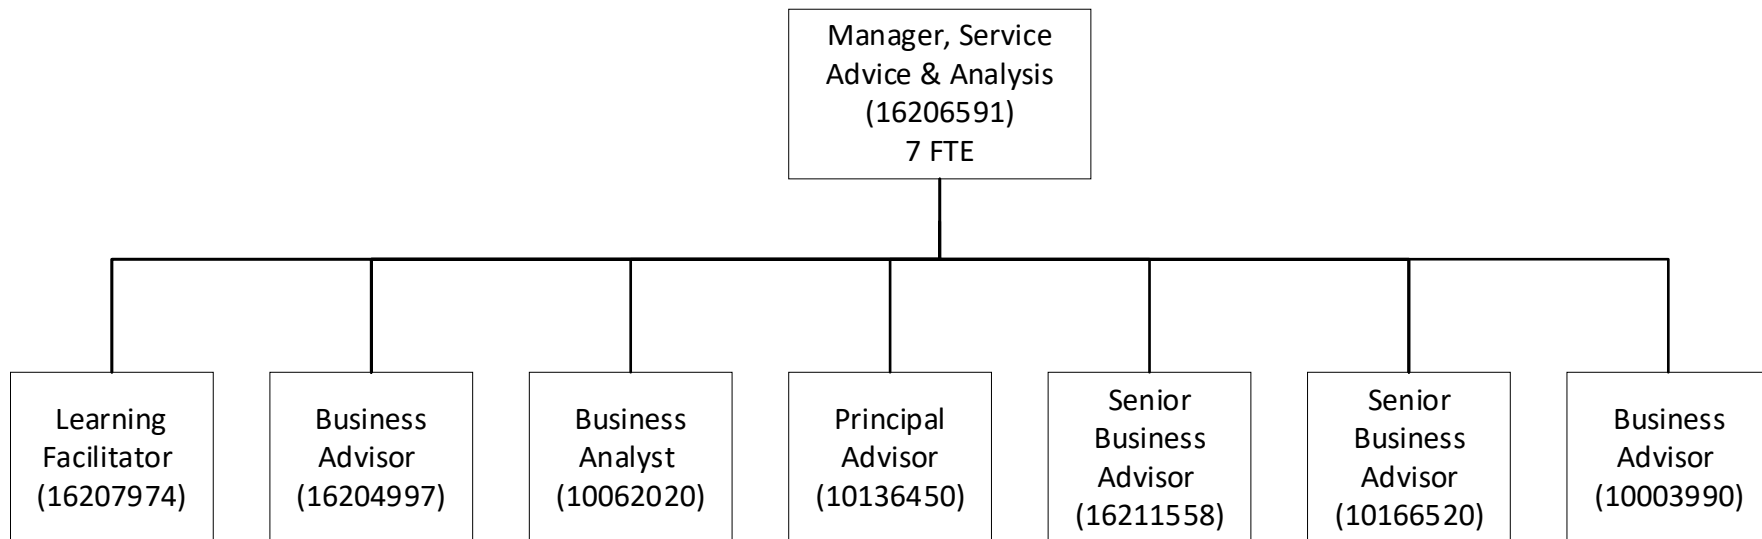 Manager, Service
Advice & Analysis
(16206591)
7 FTE
Learning
Facilitator
(16207974)
Business
Advisor
(16204997)
Business
Analyst
(10062020)
Principal
Advisor
(10136450)
Senior
Business
Advisor
(16211558)
Senior
Business
Advisor
(10166520)
Business
Advisor
(10003990)